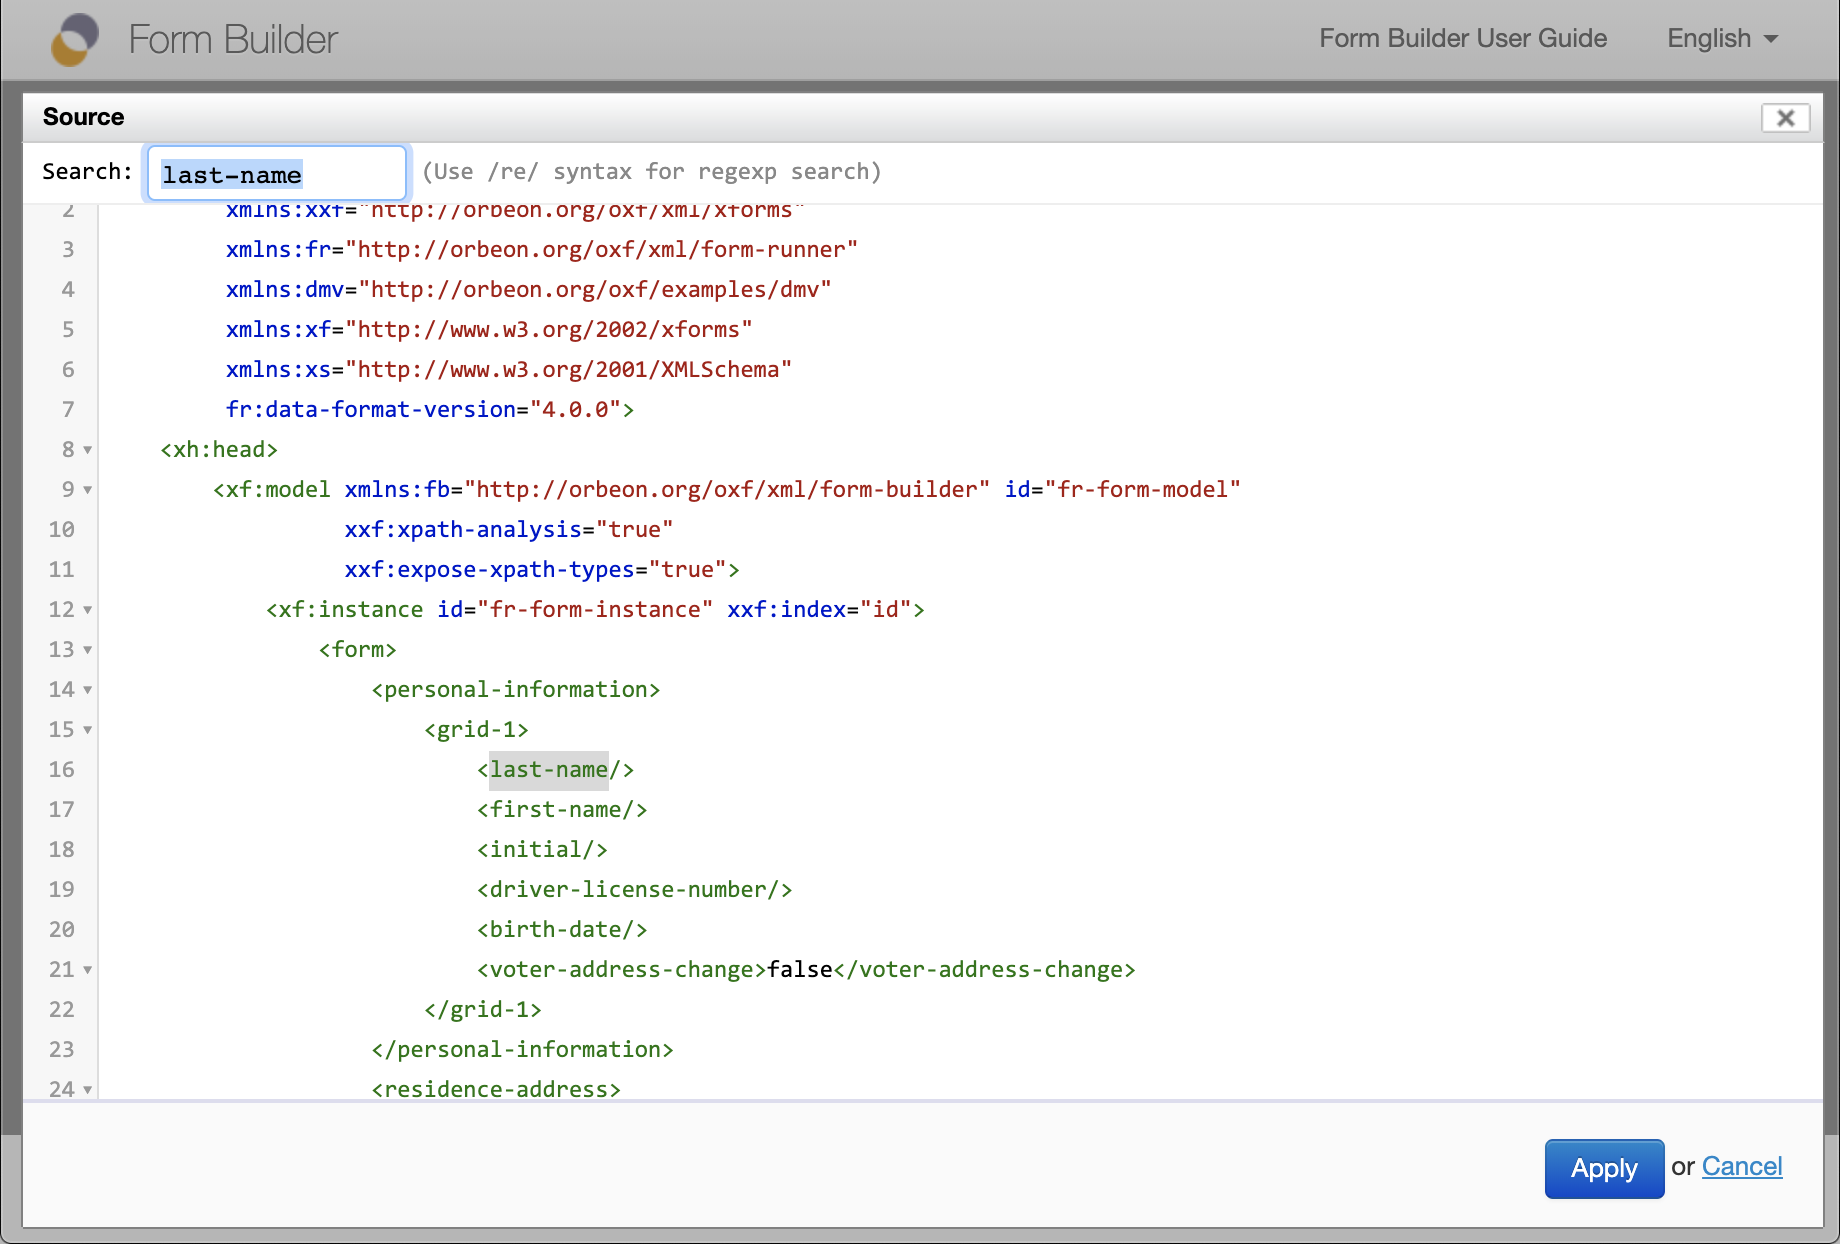 Form Builder
Form Builder User Guide English
Source
Search: last-name (Use /re/ syntax for regexp search)
2 xmlns:xxf="http://orbeon.org/oxf/xml/xforms"
3 xmlns:fr="http://orbeon.org/oxf/xml/form-runner"
4 xmlns:dmv="http://orbeon.org/oxf/examples/dmv"
5 xmlns:xf="http://www.w3.org/2002/xforms"
6 xmlns:xs="http://www.w3.org/2001/XMLSchema"
7 fr:data-format-version="4.0.0">
8 <xh:head>
9 <xf:model xmlns:fb="http://orbeon.org/oxf/xml/form-builder" id="fr-form-model"
10 xxf:xpath-analysis="true"
11 xxf:expose-xpath-types="true">
12 <xf:instance id="fr-form-instance" xxf:index="id">
13 <form>
14 <personal-information>
15 <grid-1>
16 <last-name/>
17 <first-name/>
18 <initial/>
19 <driver-license-number/>
20 <birth-date/>
21 <voter-address-change>false</voter-address-change>
22 </grid-1>
23 </personal-information>
24 <residence-address>
Apply or Cancel